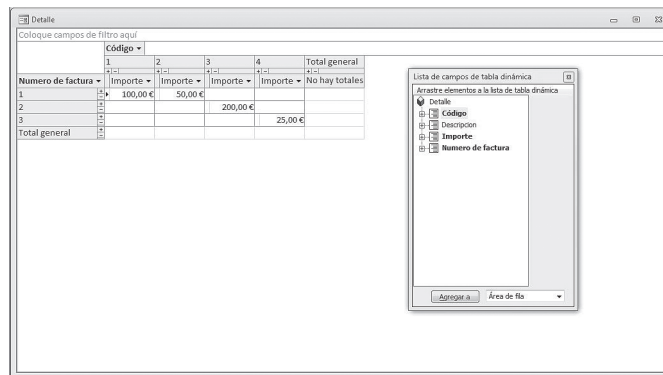 Detalle
Coloque campos de filtro aquí
Código
1 2 3 4 Total general
Numero de factura Importe Importe Importe Importe No hay totales
1 100,00 € 50,00 €
2 200,00 €
3 25,00 €
Total general
Lista de campos de tabla dinámica
Arrastre elementos a la lista de tabla dinámica
Detalle
Código
Descripcion
Importe
Numero de factura
Agregar a Área de fila